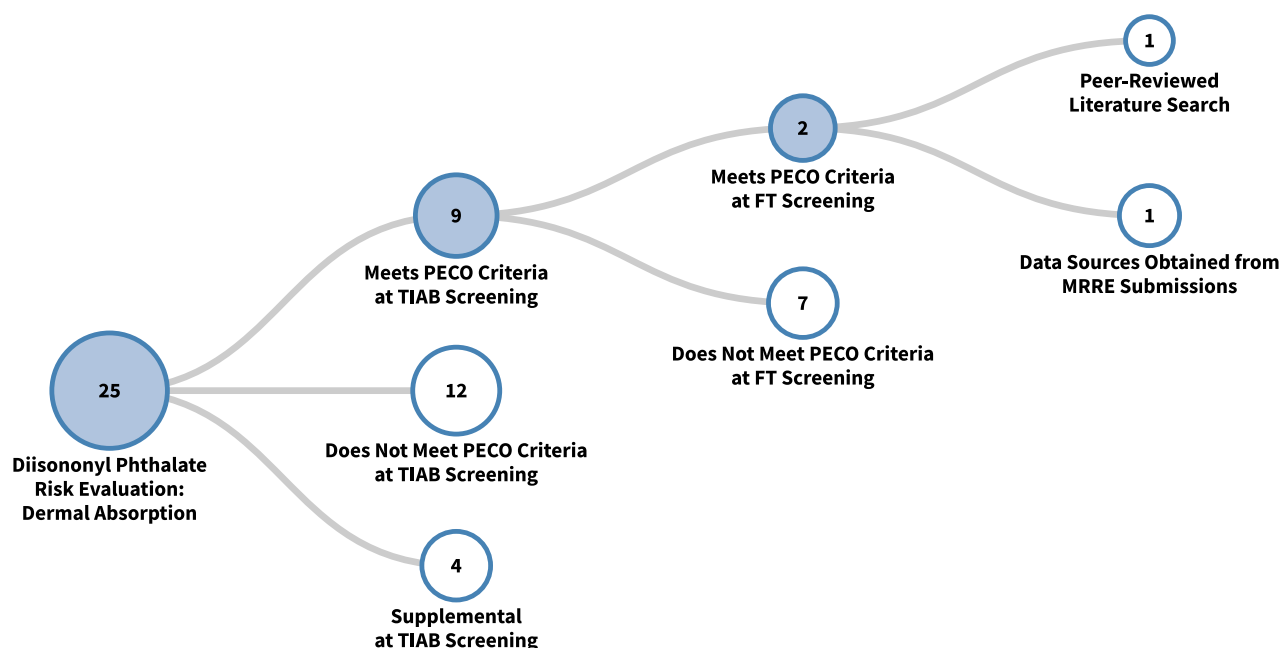 1
Peer-Reviewed
Literature Search
2
Meets PECO Criteria
at FT Screening
9
Meets PECO Criteria
at TIAB Screening
1
Data Sources Obtained from
MRRE Submissions
7
Does Not Meet PECO Criteria
at FT Screening
25
Diisononyl Phthalate
Risk Evaluation:
Dermal Absorption
12
Does Not Meet PECO Criteria
at TIAB Screening
4
Supplemental
at TIAB Screening